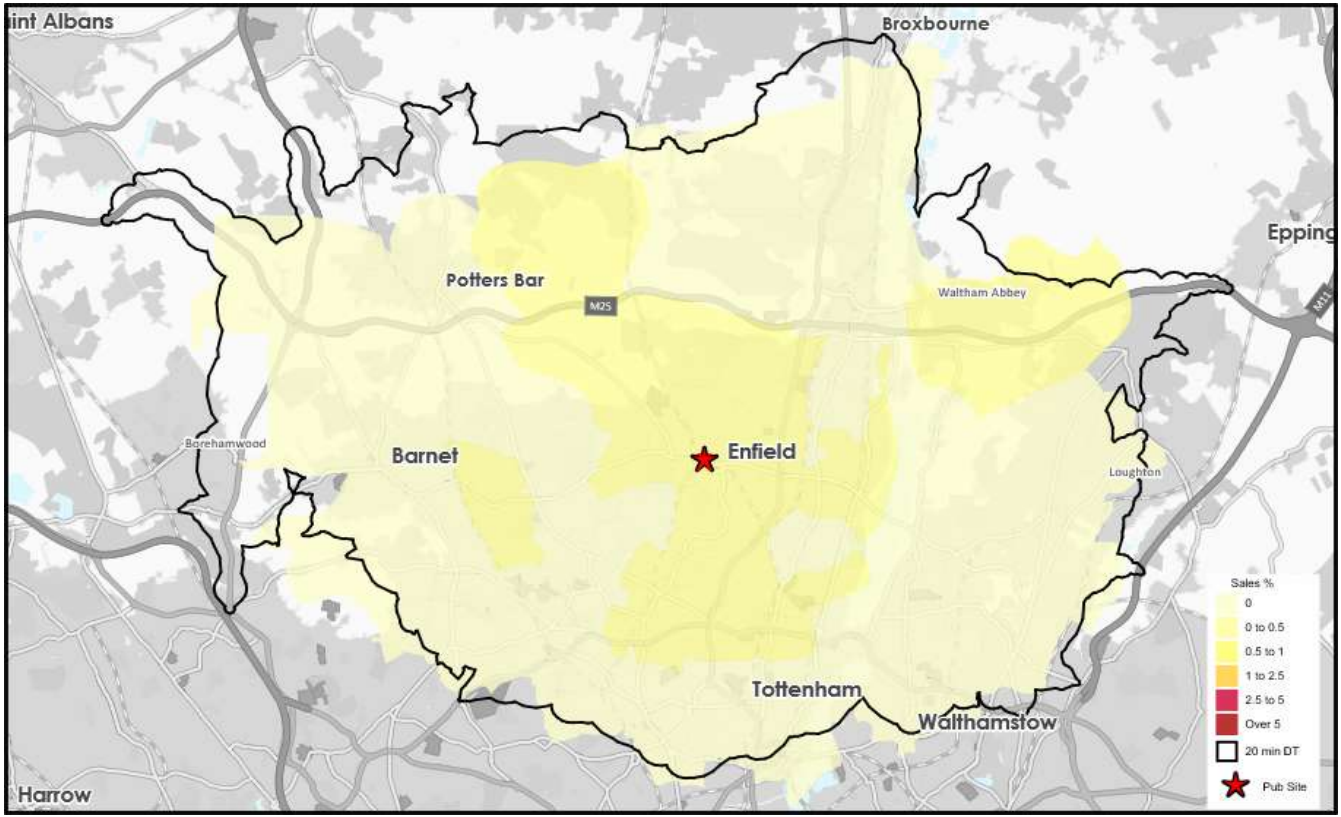 int Albans
Broxbourne
Epping
Potters Bar
Waltham Abbey
M25
M11
Borehamwood
Barnet
Enfield
Loughton
Tottenham
Walthamstow
Harrow
Sales %
0
0 to 0.5
0.5 to 1
1 to 2.5
2.5 to 5
Over 5
20 min DT
Pub Site